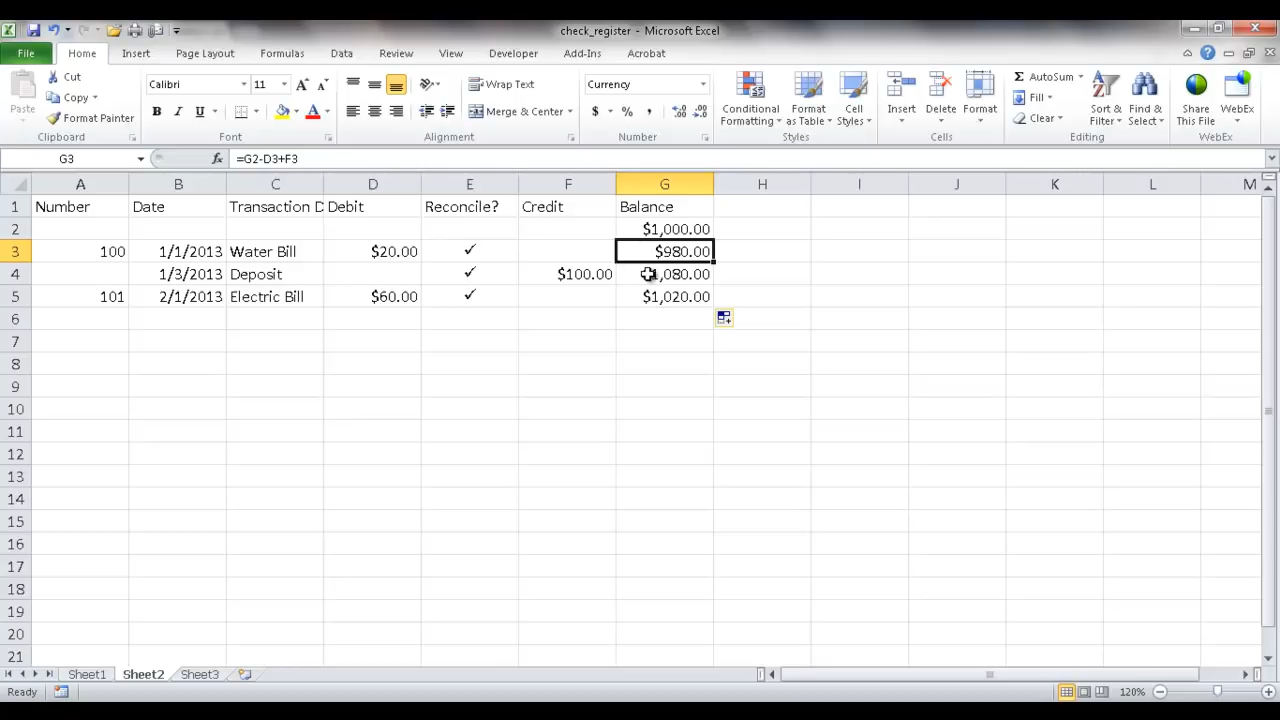 check_register - Microsoft Excel
File Home Insert Page Layout Formulas Data Review View Developer Add-Ins Acrobat
Paste
Cut
Copy
Format Painter
Clipboard
Calibri 11
B I U A
Font
Wrap Text
Merge & Center
Alignment
Currency
$ % ,
Number
Conditional Formatting
Format as Table
Cell Styles
Styles
Insert Delete Format
Cells
Σ AutoSum
Fill
Clear
Sort & Filter
Find & Select
Editing
Share This File
WebEx
WebEx
G3 fx =G2-D3+F3
A B C D E F G H I J K L M
1 Number Date Transaction D Debit Reconcile? Credit Balance
2 $1,000.00
3 100 1/1/2013 Water Bill $20.00 ✓ $980.00
4 1/3/2013 Deposit ✓ $100.00 $1,080.00
5 101 2/1/2013 Electric Bill $60.00 ✓ $1,020.00
6
7
8
9
10
11
12
13
14
15
16
17
18
19
20
21
Sheet1 Sheet2 Sheet3
Ready 120%